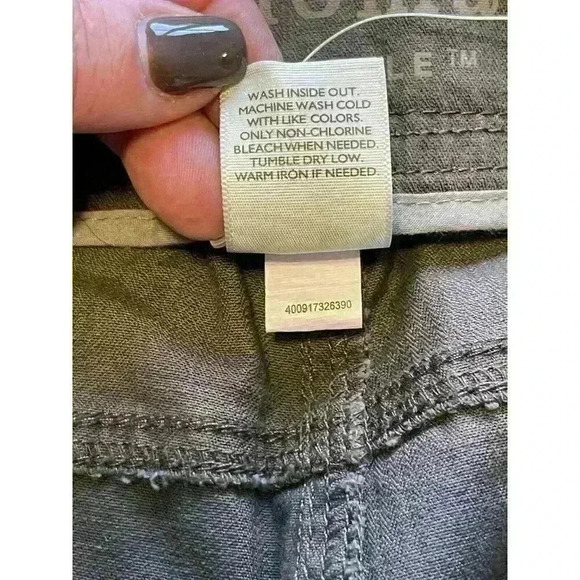 LE™
WASH INSIDE OUT.
MACHINE WASH COLD
WITH LIKE COLORS.
ONLY NON-CHLORINE
BLEACH WHEN NEEDED.
TUMBLE DRY LOW.
WARM IRON IF NEEDED.
400917326390